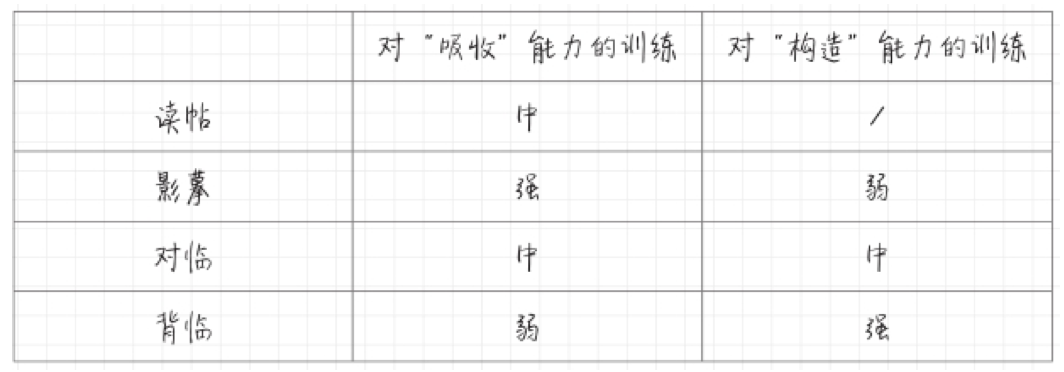 对“吸收”能力的训练 对“构造”能力的训练
读帖 中 /
影摹 强 弱
对临 中 中
背临 弱 强